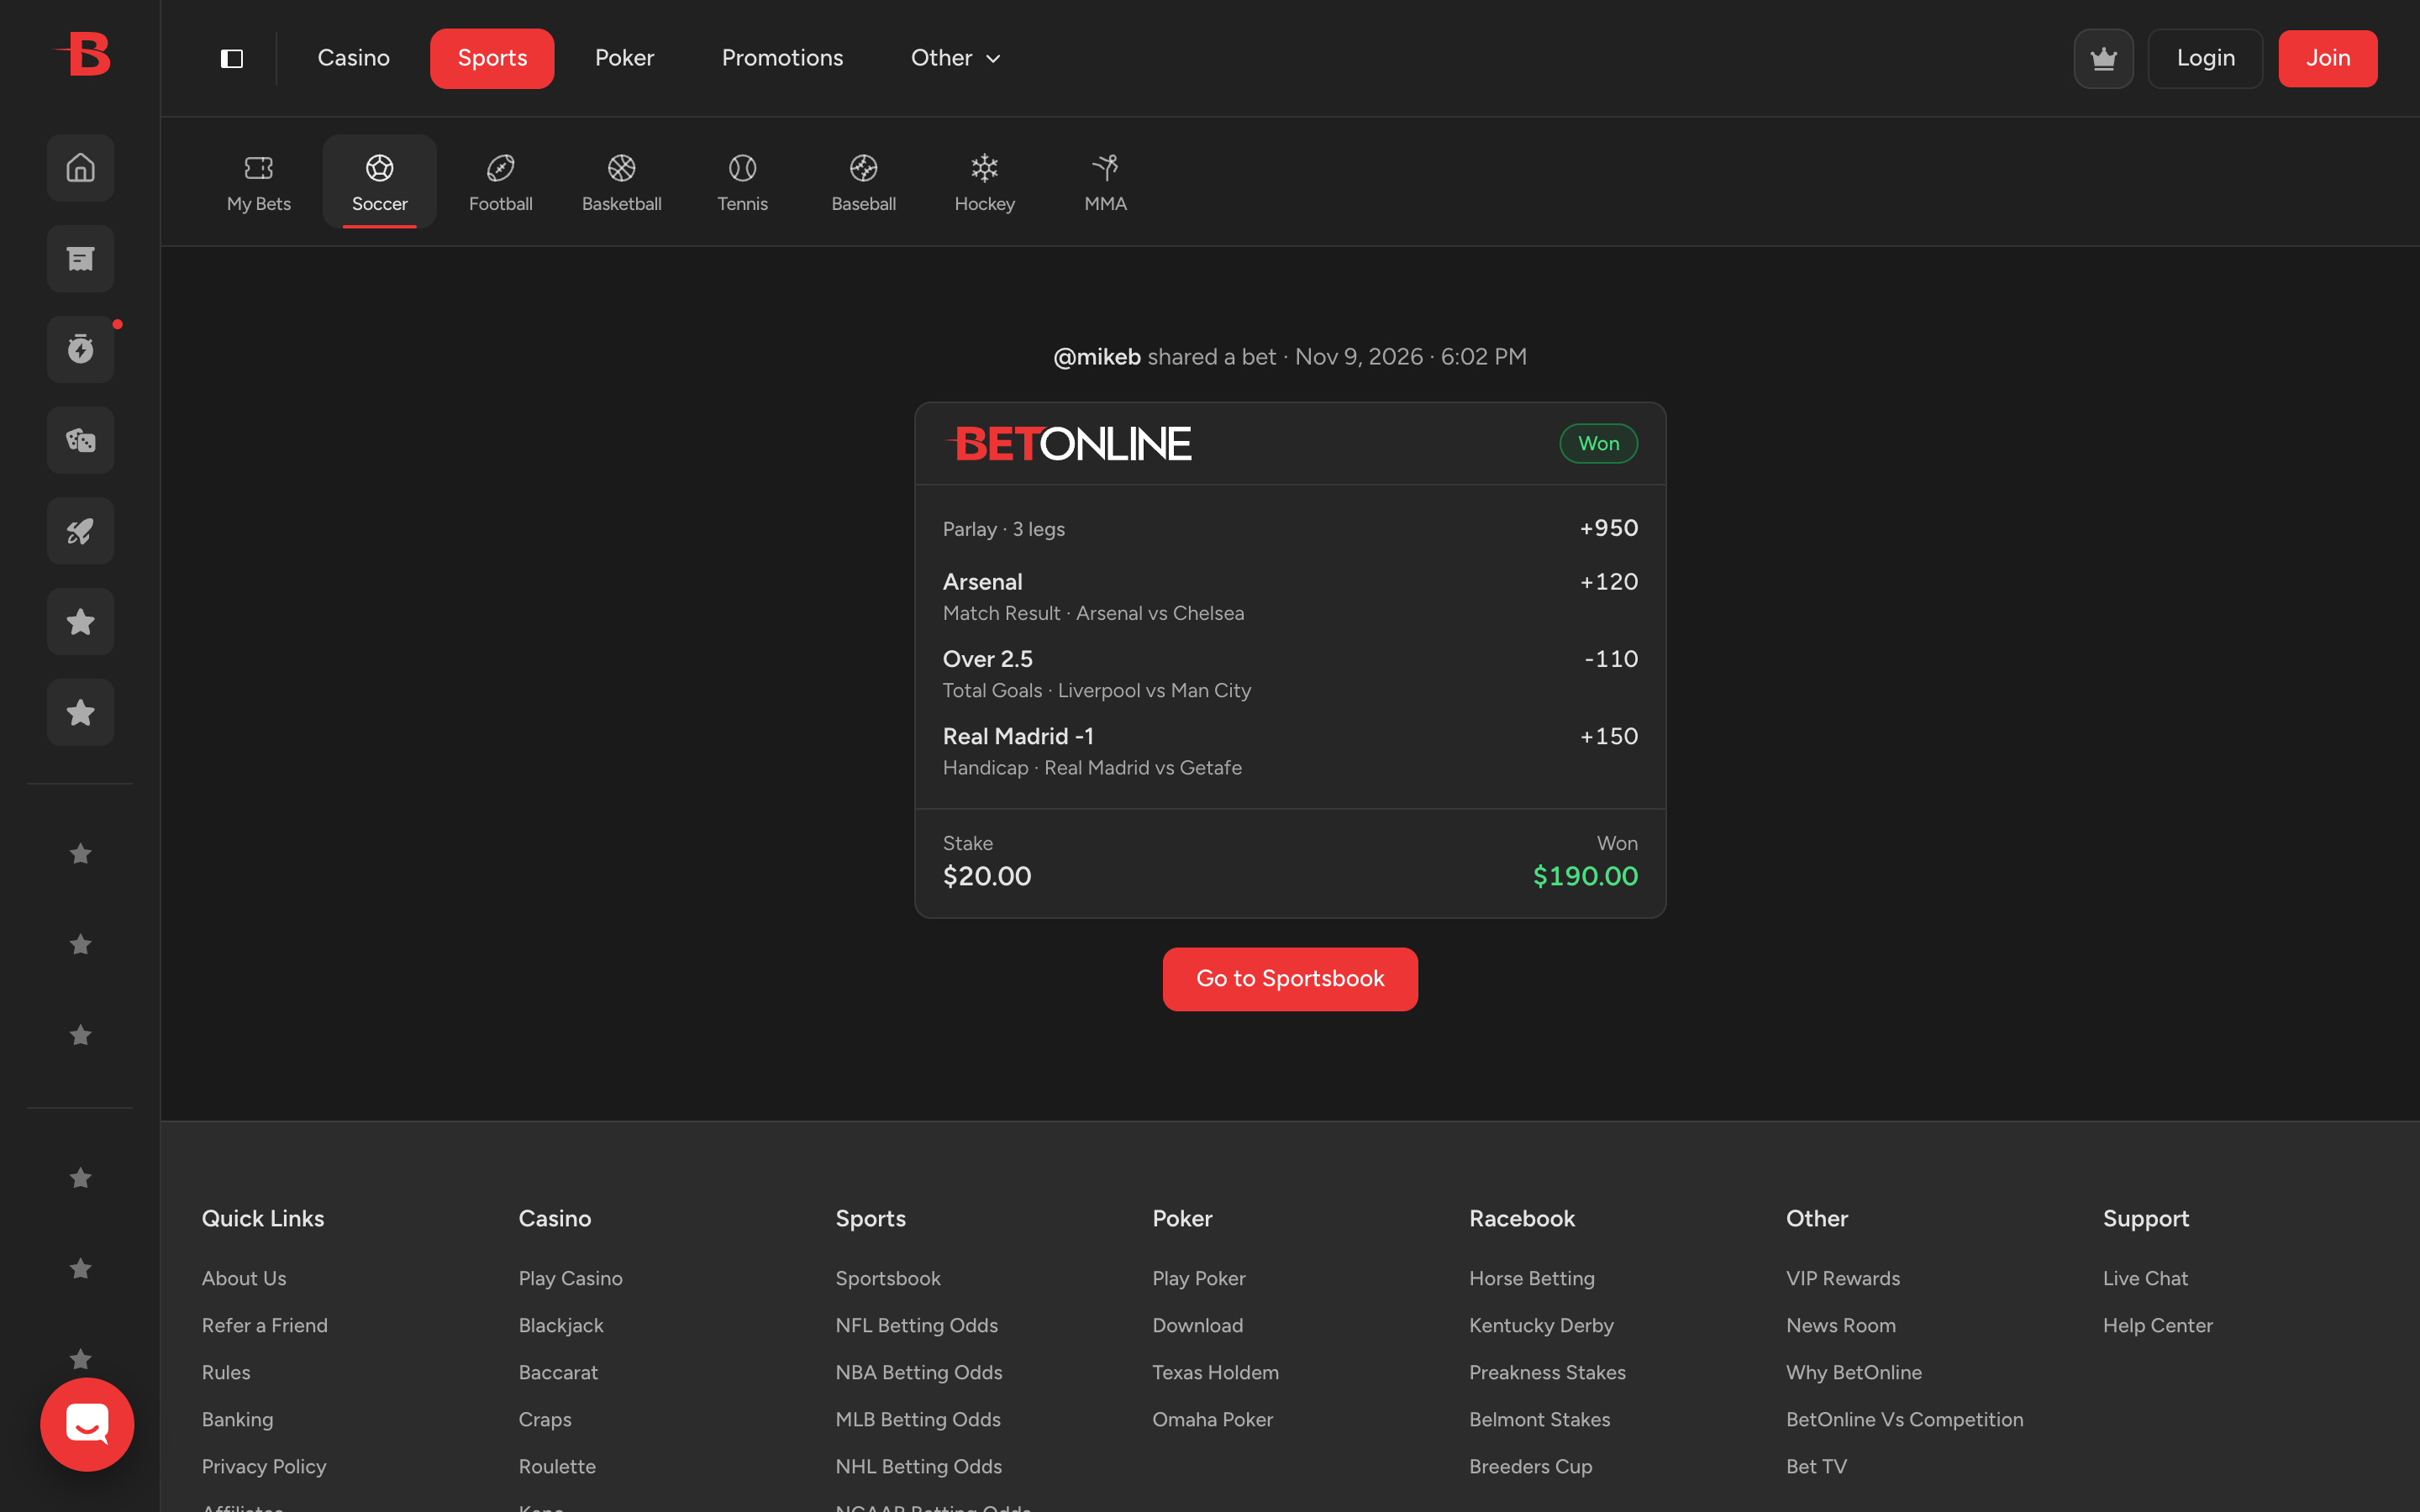 B
Casino
Sports
Poker
Promotions
Other
Login
Join
My Bets
Soccer
Football
Basketball
Tennis
Baseball
Hockey
MMA
@mikeb shared a bet · Nov 9, 2026 · 6:02 PM
BETONLINE
Won
Parlay · 3 legs
+950
Arsenal
+120
Match Result · Arsenal vs Chelsea
Over 2.5
-110
Total Goals · Liverpool vs Man City
Real Madrid -1
+150
Handicap · Real Madrid vs Getafe
Stake
Won
$20.00
$190.00
Go to Sportsbook
Quick Links
About Us
Refer a Friend
Rules
Banking
Privacy Policy
Casino
Play Casino
Blackjack
Baccarat
Craps
Roulette
Sports
Sportsbook
NFL Betting Odds
NBA Betting Odds
MLB Betting Odds
NHL Betting Odds
Poker
Play Poker
Download
Texas Holdem
Omaha Poker
Racebook
Horse Betting
Kentucky Derby
Preakness Stakes
Belmont Stakes
Breeders Cup
Other
VIP Rewards
News Room
Why BetOnline
BetOnline Vs Competition
Bet TV
Support
Live Chat
Help Center